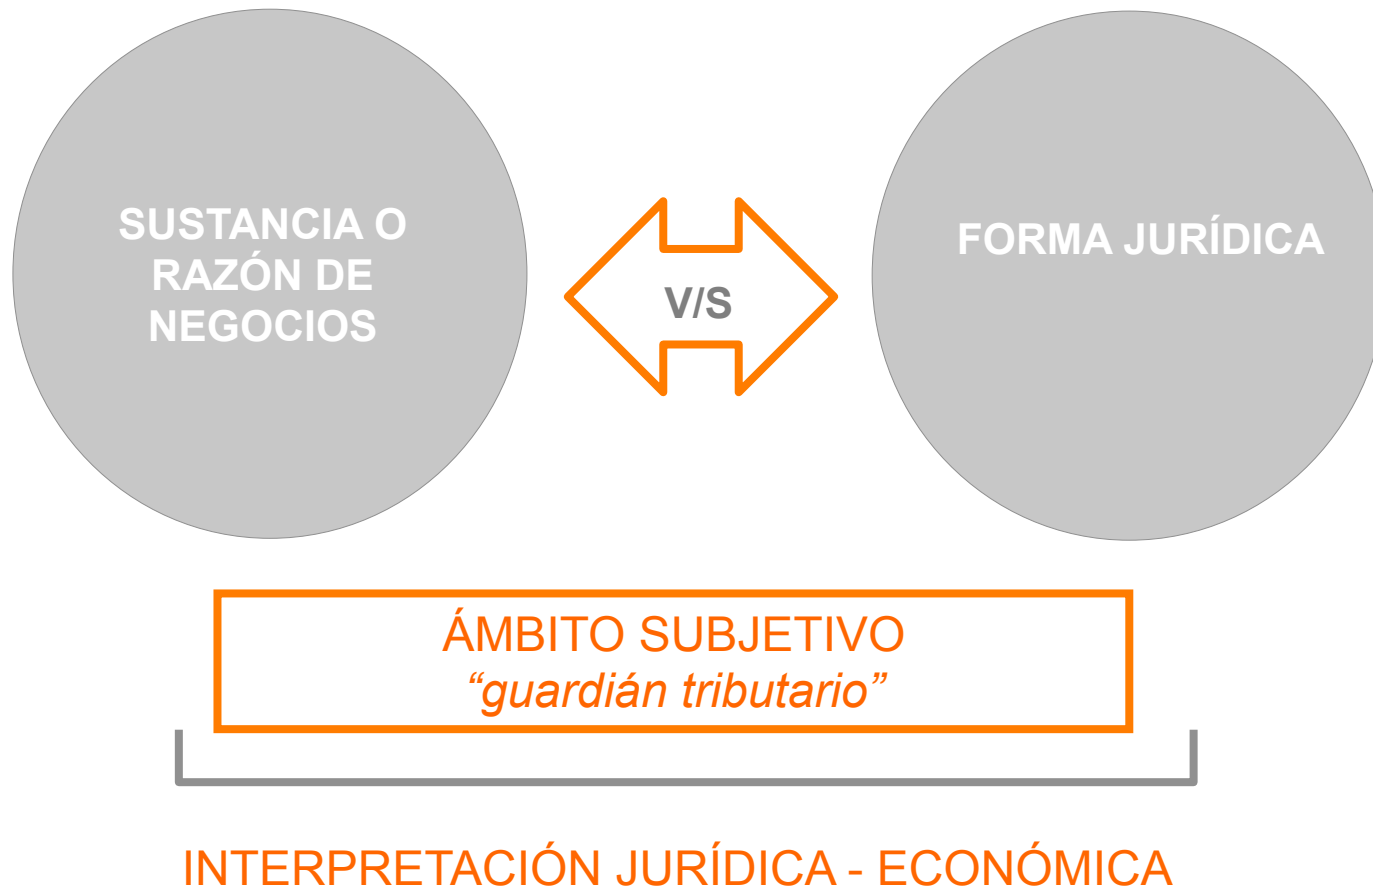 SUSTANCIA O
RAZÓN DE
NEGOCIOS
V/S
FORMA JURÍDICA
ÁMBITO SUBJETIVO
“guardián tributario”
INTERPRETACIÓN JURÍDICA - ECONÓMICA